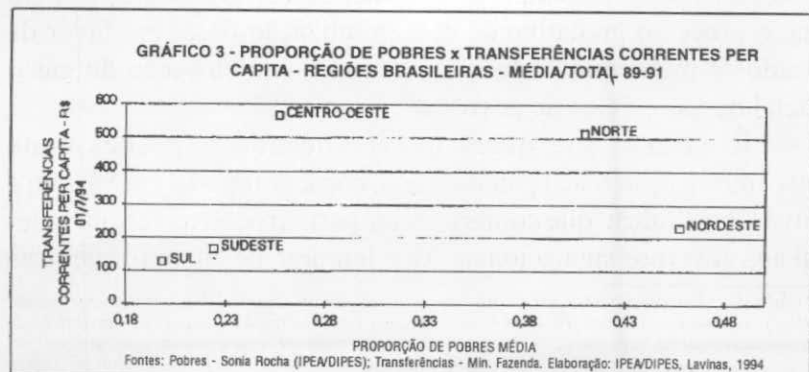 GRÁFICO 3 - PROPORÇÃO DE POBRES x TRANSFERÊNCIAS CORRENTES PER
CAPITA - REGIÕES BRASILEIRAS - MÉDIA/TOTAL 89-91
TRANSFERÊNCIAS
CORRENTES PER CAPITA - R$
01/7/94
600
500
400
300
200
100
0
CENTRO-OESTE
NORTE
NORDESTE
SUDESTE
SUL
0,18 0,23 0,28 0,33 0,38 0,43 0,48
PROPORÇÃO DE POBRES MÉDIA
Fontes: Pobres - Sonia Rocha (IPEA/DIPES); Transferências - Min. Fazenda. Elaboração: IPEA/DIPES, Lavinas, 1994